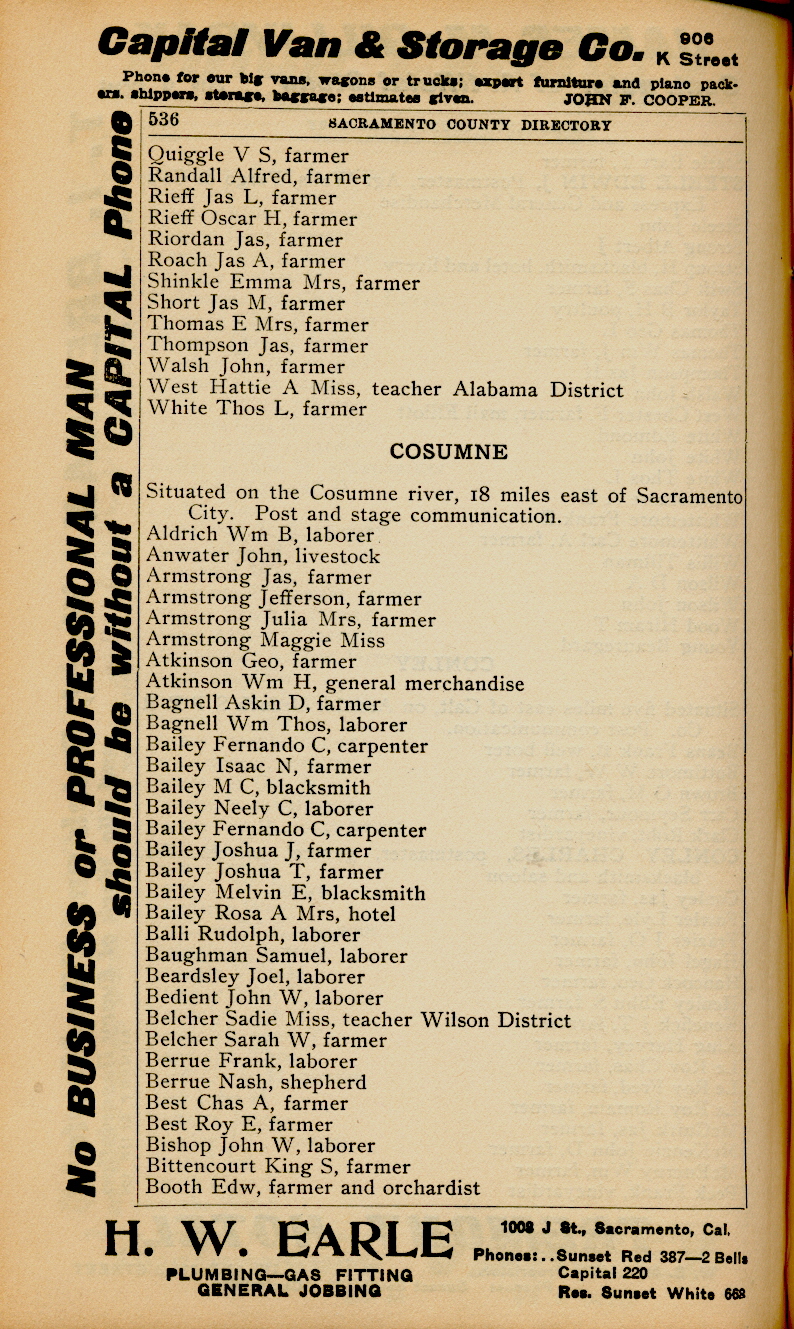 Capital Van & Storage Co. 906 K Street
Phone for our big vans, wagons or trucks; expert furniture and piano pack-
ers, shippers, storage, baggage; estimates given. JOHN F. COOPER.
No BUSINESS or PROFESSIONAL MAN
should be without a CAPITAL Phone
536 SACRAMENTO COUNTY DIRECTORY
Quiggle V S, farmer
Randall Alfred, farmer
Rieff Jas L, farmer
Rieff Oscar H, farmer
Riordan Jas, farmer
Roach Jas A, farmer
Shinkle Emma Mrs, farmer
Short Jas M, farmer
Thomas E Mrs, farmer
Thompson Jas, farmer
Walsh John, farmer
West Hattie A Miss, teacher Alabama District
White Thos L, farmer
COSUMNE
Situated on the Cosumne river, 18 miles east of Sacramento
City. Post and stage communication.
Aldrich Wm B, laborer
Anwater John, livestock
Armstrong Jas, farmer
Armstrong Jefferson, farmer
Armstrong Julia Mrs, farmer
Armstrong Maggie Miss
Atkinson Geo, farmer
Atkinson Wm H, general merchandise
Bagnell Askin D, farmer
Bagnell Wm Thos, laborer
Bailey Fernando C, carpenter
Bailey Isaac N, farmer
Bailey M C, blacksmith
Bailey Neely C, laborer
Bailey Fernando C, carpenter
Bailey Joshua J, farmer
Bailey Joshua T, farmer
Bailey Melvin E, blacksmith
Bailey Rosa A Mrs, hotel
Balli Rudolph, laborer
Baughman Samuel, laborer
Beardsley Joel, laborer
Bedient John W, laborer
Belcher Sadie Miss, teacher Wilson District
Belcher Sarah W, farmer
Berrue Frank, laborer
Berrue Nash, shepherd
Best Chas A, farmer
Best Roy E, farmer
Bishop John W, laborer
Bittencourt King S, farmer
Booth Edw, farmer and orchardist
H. W. EARLE
PLUMBING—GAS FITTING
GENERAL JOBBING
1008 J St., Sacramento, Cal.
Phones:..Sunset Red 387—2 Bells
Capital 220
Res. Sunset White 668